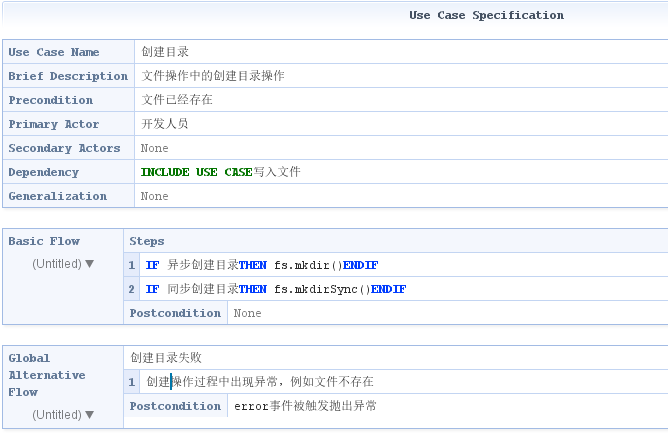 Use Case Specification
Use Case Name 创建目录
Brief Description 文件操作中的创建目录操作
Precondition 文件已经存在
Primary Actor 开发人员
Secondary Actors None
Dependency INCLUDE USE CASE写入文件
Generalization None
Basic Flow Steps
(Untitled) ▼
1 IF 异步创建目录THEN fs.mkdir()ENDIF
2 IF 同步创建目录THEN fs.mkdirSync()ENDIF
Postcondition None
Global Alternative Flow 创建目录失败
(Untitled) ▼
1 创建操作过程中出现异常，例如文件不存在
Postcondition error事件被触发抛出异常